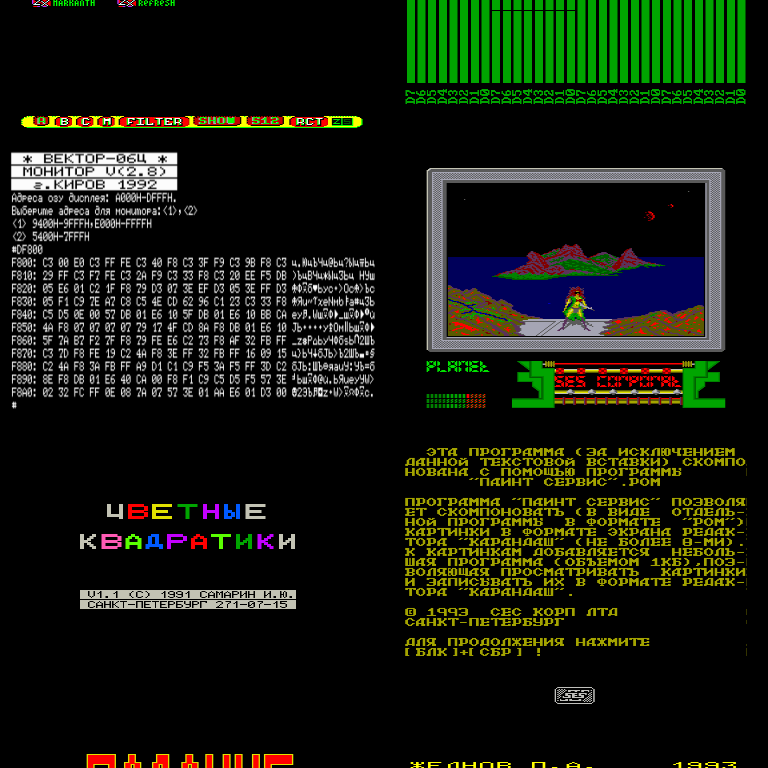 MARKANTH REFRESH
D7 D6 D5 D4 D3 D2 D1 D0 D7 D6 D5 D4 D3 D2 D1 D0 D7 D6 D5 D4 D3 D2 D1 D0 D7 D6 D5 D4 D3 D2 D1 D0
A B C M FILTER SHOW 512 RCT
* ВЕКТОР-06Ц *
МОНИТОР V(2.8)
г.КИРОВ 1992
Адреса озу дисплея: A000H-DFFFH.
Выберите адреса для монитора:(1),(2)
(1) 9400H-9FFFH,E000H-FFFFH
(2) 5400H-7FFFH
#DF800
F800: C3 00 E0 C3 FF FE C3 40 F8 C3 3F F9 C3 9B F8 C3
F810: 29 FF C3 F7 FE C3 2A F9 C3 33 F8 C3 20 EE F5 DB
F820: 05 E6 01 C2 1F F8 79 D3 07 3E EF D3 05 3E FF D3
F830: 05 F1 C9 7E A7 C8 C5 4E CD 62 96 C1 23 C3 33 F8
F840: C5 D5 0E 00 57 DB 01 E6 10 5F DB 01 E6 10 BB CA
F850: 4A F8 07 07 07 07 79 17 4F CD 8A F8 DB 01 E6 10
F860: 5F 7A B7 F2 7F F8 79 FE E6 C2 73 F8 AF 32 FB FF
F870: C3 7D F8 FE 19 C2 4A F8 3E FF 32 FB FF 16 09 15
F880: C2 4A F8 3A FB FF A9 D1 C1 C9 F5 3A F5 FF 3D C2
F890: 8E F8 DB 01 E6 40 CA 00 F8 F1 C9 C5 D5 F5 57 3E
F8A0: 02 32 FC FF 0E 08 7A 07 57 3E 01 AA E6 01 D3 00
#
PLANET
SES CORPORAT
ЦВЕТНЫЕ
КВАДРАТИКИ
V1.1 (C) 1991 САМАРИН И.Ю.
САНКТ-ПЕТЕРБУРГ 271-07-15
ЭТА ПРОГРАММА (ЗА ИСКЛЮЧЕНИЕМ
ДАННОЙ ТЕКСТОВОЙ ВСТАВКИ) СКОМПО
НОВАНА С ПОМОЩЬЮ ПРОГРАММЫ
"ПАИНТ СЕРВИС".РОМ
ПРОГРАММА "ПАИНТ СЕРВИС" ПОЗВОЛЯ
ЕТ СКОМПОНОВАТЬ (В ВИДЕ ОТДЕЛЬ-
НОЙ ПРОГРАММЫ В ФОРМАТЕ "РОМ")
КАРТИНКИ В ФОРМАТЕ ЭКРАНА РЕДАК-
ТОРА "КАРАНДАШ" (НЕ БОЛЕЕ 8-МИ).
К КАРТИНКАМ ДОБАВЛЯЕТСЯ НЕБОЛЬ-
ШАЯ ПРОГРАММА (ОБЪЕМОМ 1КБ),ПОЗ-
ВОЛЯЮЩАЯ ПРОСМАТРИВАТЬ КАРТИНКИ
И ЗАПИСЫВАТЬ ИХ В ФОРМАТЕ РЕДАК-
ТОРА "КАРАНДАШ".
© 1993 СЕС КОРП ЛТД
САНКТ-ПЕТЕРБУРГ
ДЛЯ ПРОДОЛЖЕНИЯ НАЖМИТЕ
[БЛК]+[СБР] !
SES
1993